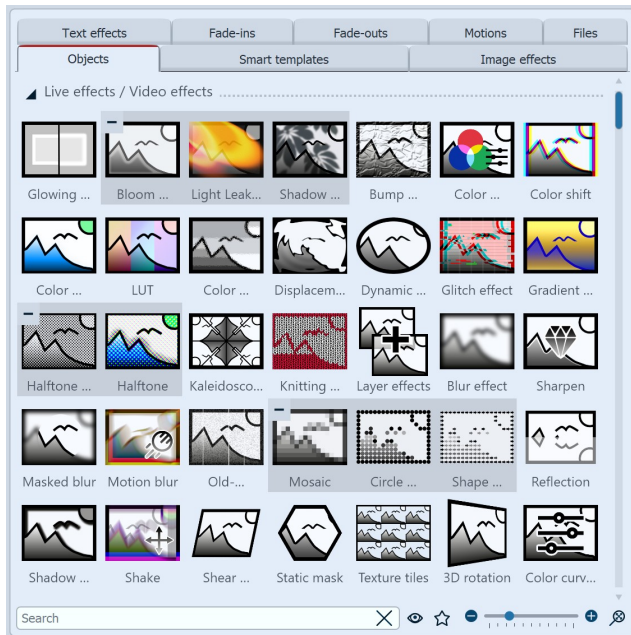 Text effects Fade-ins Fade-outs Motions Files
Objects Smart templates Image effects
Live effects / Video effects
Glowing ... Bloom ... Light Leak... Shadow ... Bump ... Color ... Color shift
Color ... LUT Color ... Displacem... Dynamic ... Glitch effect Gradient ...
Halftone ... Halftone Kaleidosco... Knitting ... Layer effects Blur effect Sharpen
Masked blur Motion blur Old-... Mosaic Circle ... Shape ... Reflection
Shadow ... Shake Shear ... Static mask Texture tiles 3D rotation Color curv...
Search